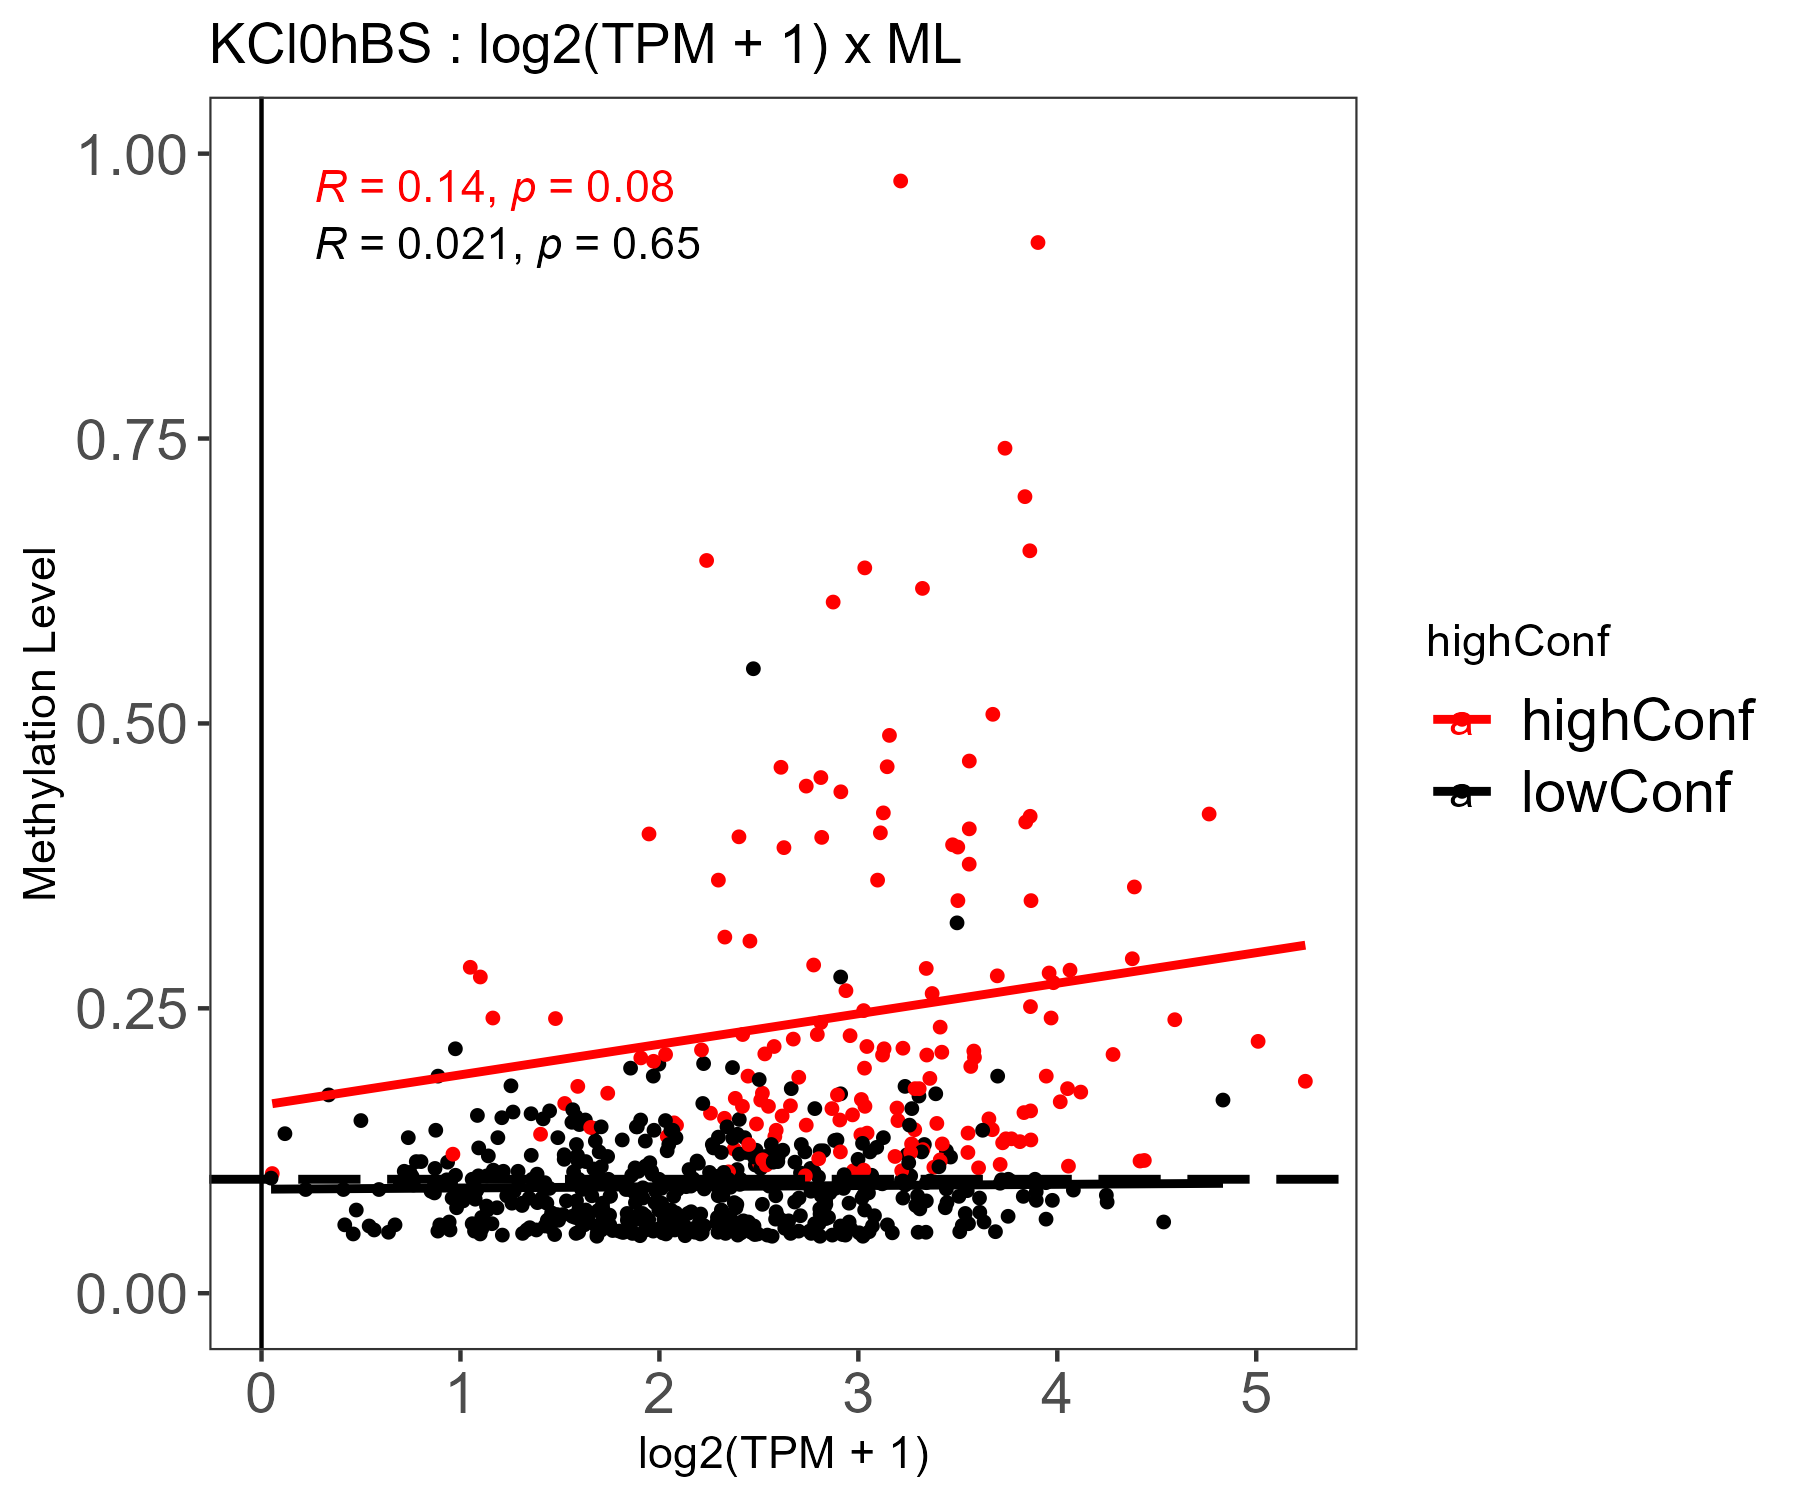 KCl0hBS : log2(TPM + 1) x ML
1.00
0.75
0.50
0.25
0.00
Methylation Level
R = 0.14, p = 0.08
R = 0.021, p = 0.65
0 1 2 3 4 5
log2(TPM + 1)
highConf
a highConf
a lowConf